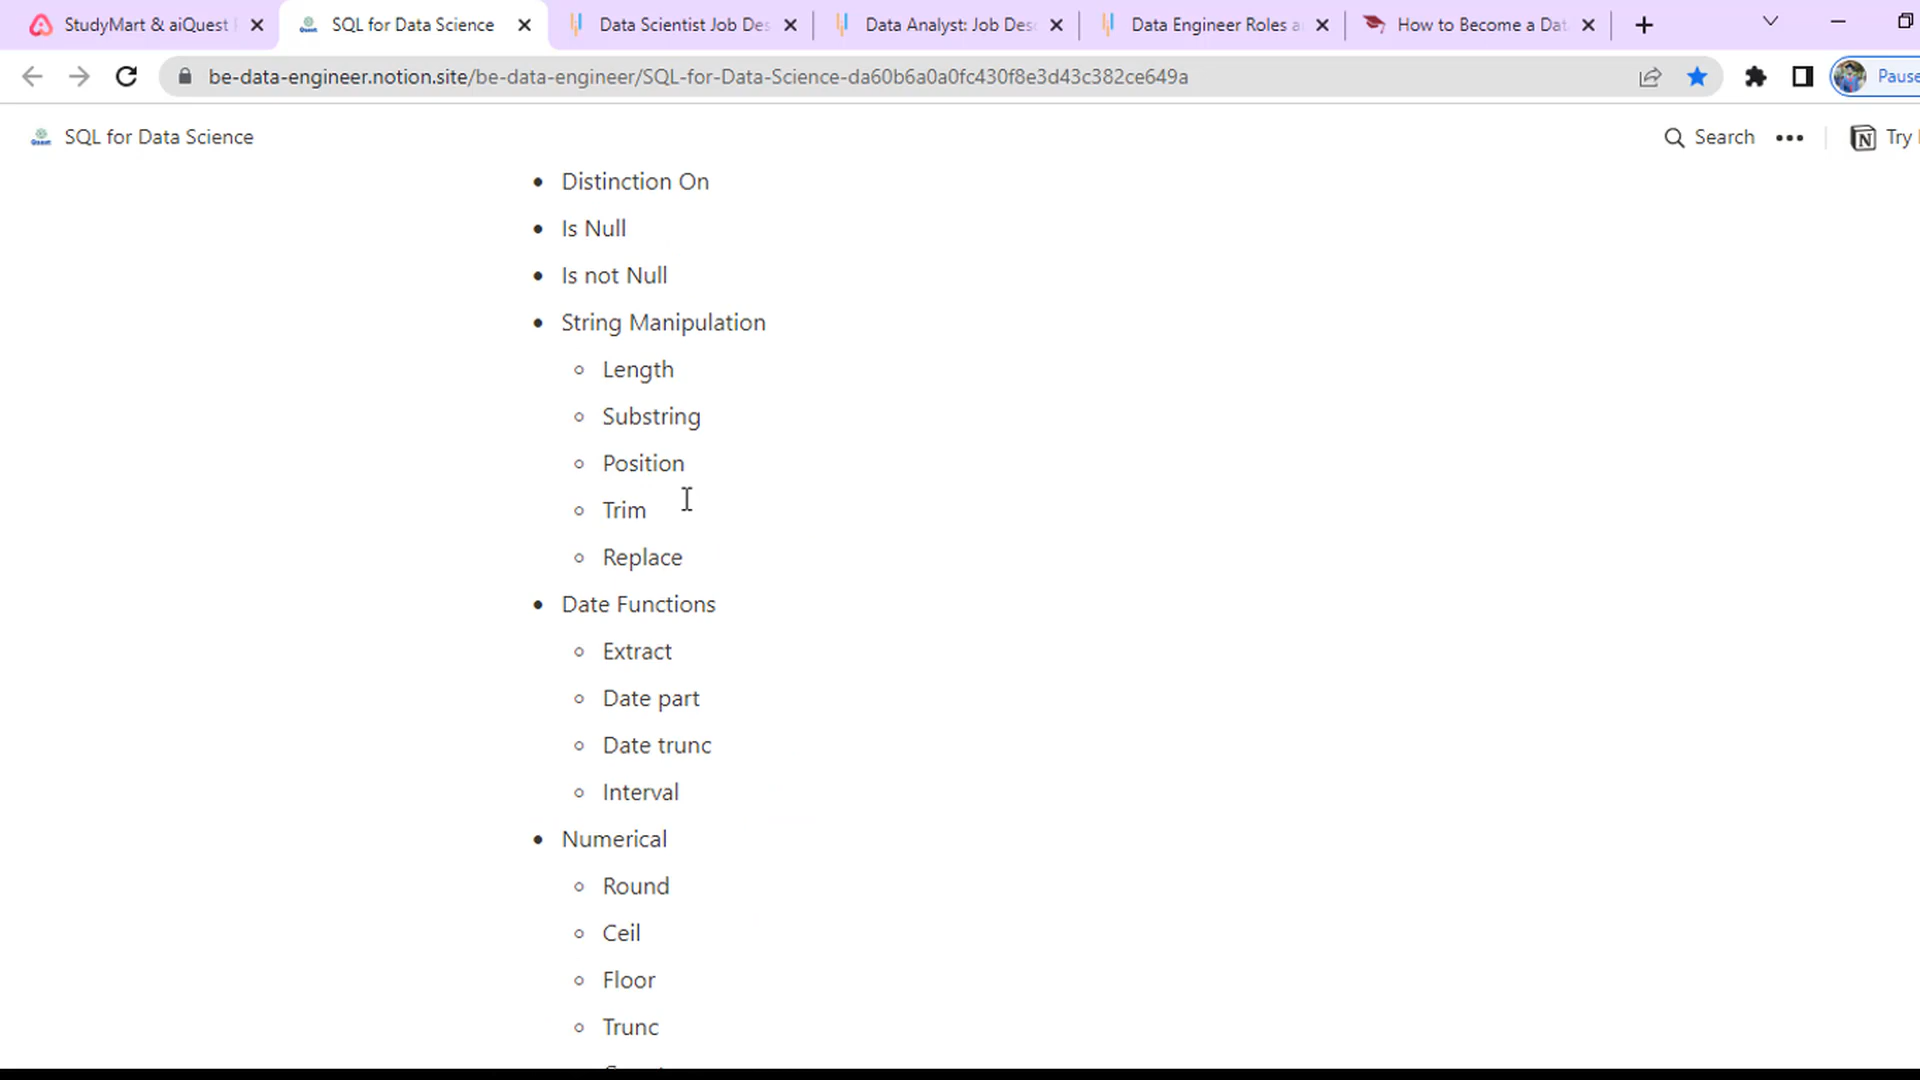 StudyMart & aiQuest
SQL for Data Science
Data Scientist Job Des
Data Analyst: Job Desc
Data Engineer Roles a
How to Become a Dat
be-data-engineer.notion.site/be-data-engineer/SQL-for-Data-Science-da60b6a0a0fc430f8e3d43c382ce649a
Pause
SQL for Data Science
Search
Try
Distinction On
Is Null
Is not Null
String Manipulation
Length
Substring
Position
Trim
Replace
Date Functions
Extract
Date part
Date trunc
Interval
Numerical
Round
Ceil
Floor
Trunc